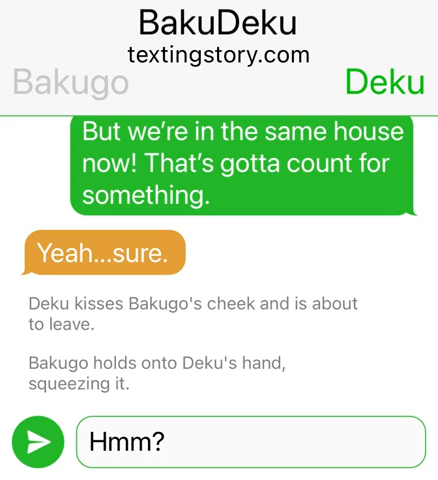 BakuDeku
textingstory.com
Bakugo Deku
But we're in the same house
now! That's gotta count for
something.
Yeah...sure.
Deku kisses Bakugo's cheek and is about
to leave.
Bakugo holds onto Deku's hand,
squeezing it.
Hmm?